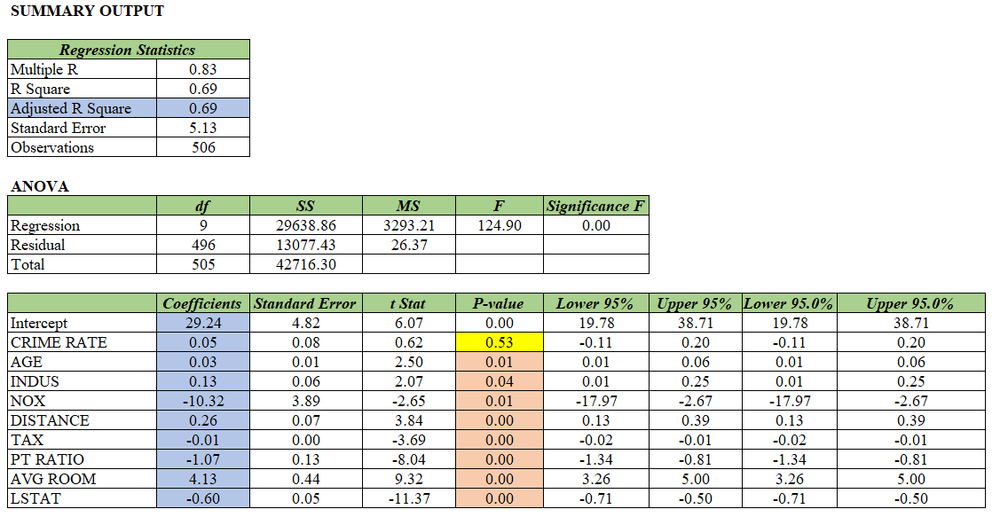 SUMMARY OUTPUT
Regression Statistics
Multiple R 0.83
R Square 0.69
Adjusted R Square 0.69
Standard Error 5.13
Observations 506
ANOVA
df SS MS F Significance F
Regression 9 29638.86 3293.21 124.90 0.00
Residual 496 13077.43 26.37
Total 505 42716.30
Coefficients Standard Error t Stat P-value Lower 95% Upper 95% Lower 95.0% Upper 95.0%
Intercept 29.24 4.82 6.07 0.00 19.78 38.71 19.78 38.71
CRIME RATE 0.05 0.08 0.62 0.53 -0.11 0.20 -0.11 0.20
AGE 0.03 0.01 2.50 0.01 0.01 0.06 0.01 0.06
INDUS 0.13 0.06 2.07 0.04 0.01 0.25 0.01 0.25
NOX -10.32 3.89 -2.65 0.01 -17.97 -2.67 -17.97 -2.67
DISTANCE 0.26 0.07 3.84 0.00 0.13 0.39 0.13 0.39
TAX -0.01 0.00 -3.69 0.00 -0.02 -0.01 -0.02 -0.01
PT RATIO -1.07 0.13 -8.04 0.00 -1.34 -0.81 -1.34 -0.81
AVG ROOM 4.13 0.44 9.32 0.00 3.26 5.00 3.26 5.00
LSTAT -0.60 0.05 -11.37 0.00 -0.71 -0.50 -0.71 -0.50